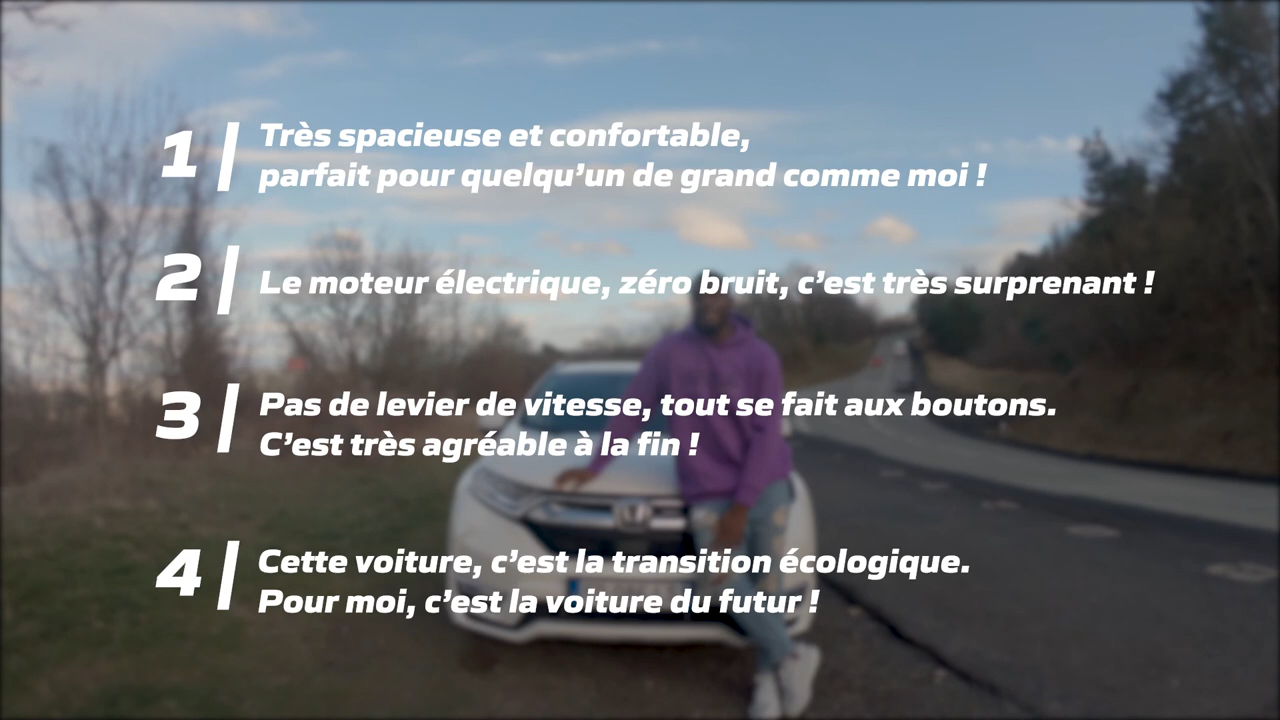 1 Très spacieuse et confortable,
parfait pour quelqu'un de grand comme moi !
2 Le moteur électrique, zéro bruit, c'est très surprenant !
3 Pas de levier de vitesse, tout se fait aux boutons.
C'est très agréable à la fin !
4 Cette voiture, c'est la transition écologique.
Pour moi, c'est la voiture du futur !